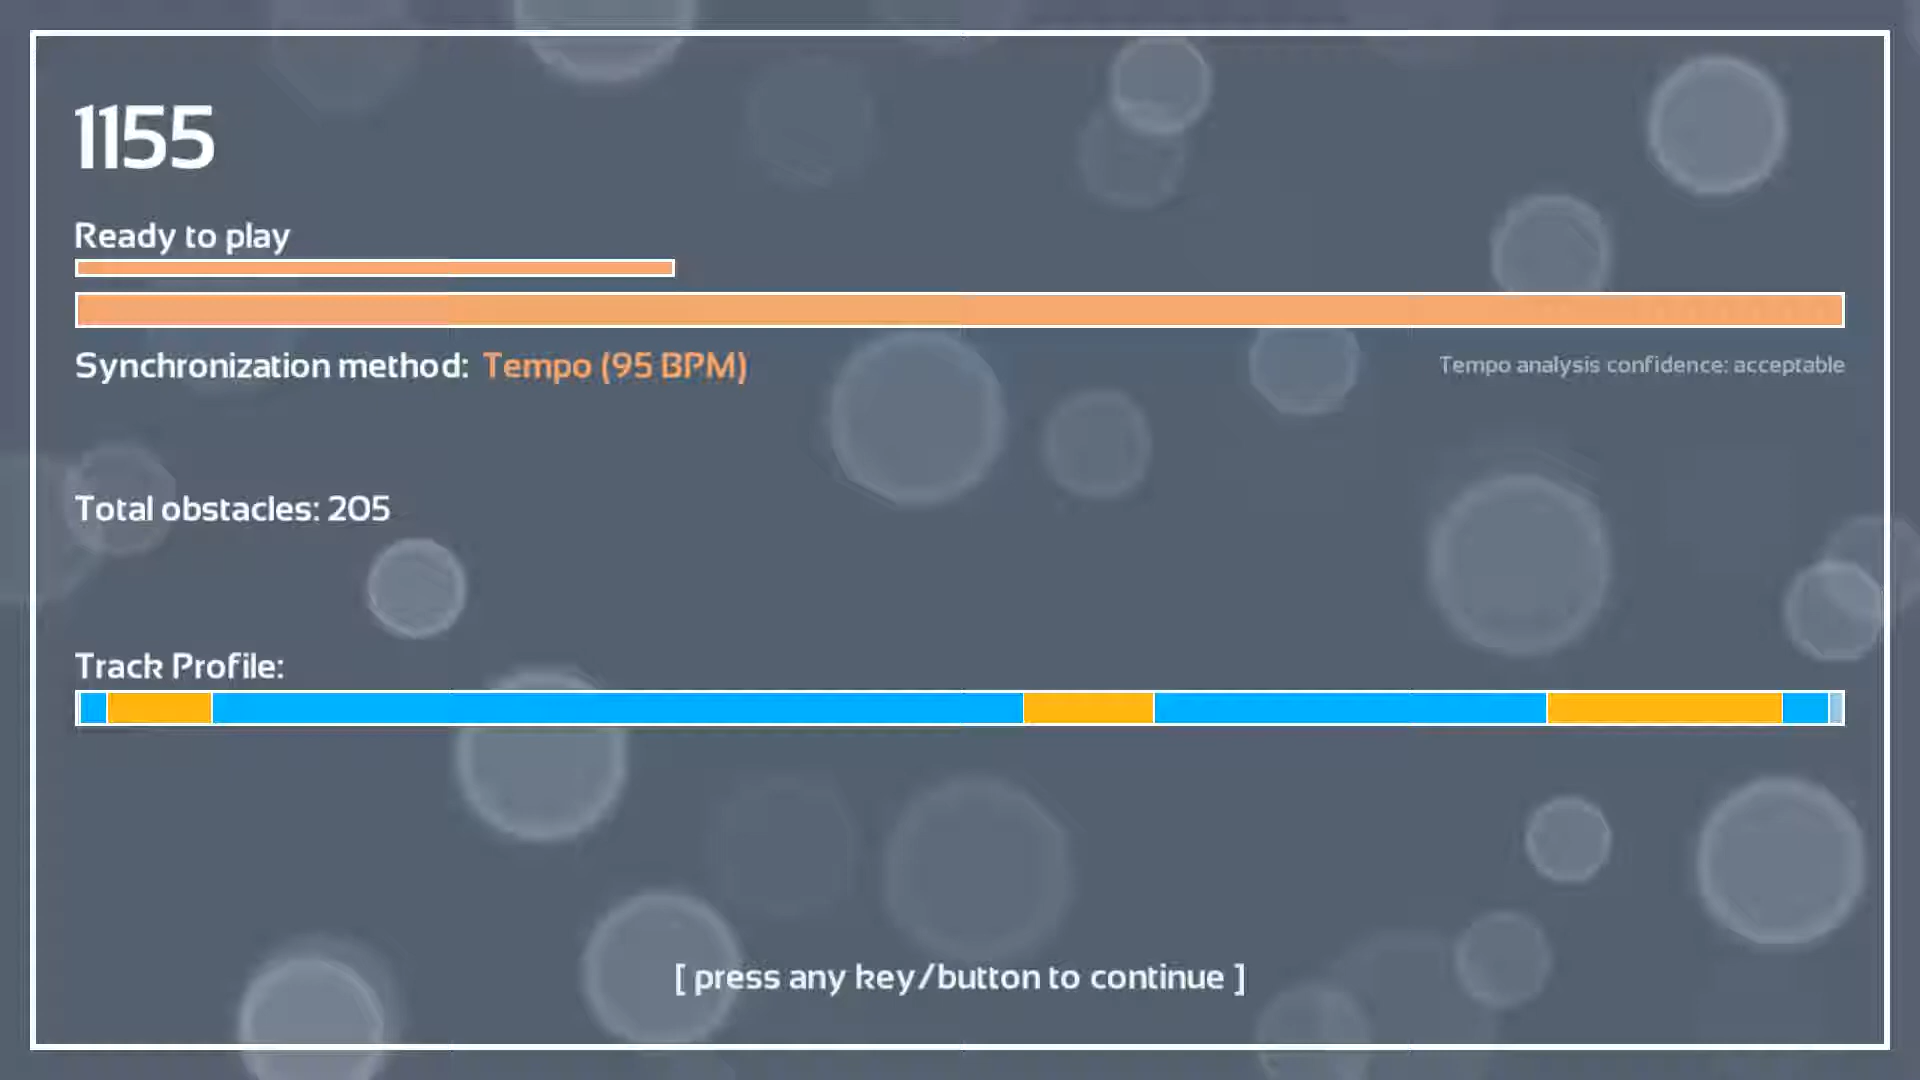 1155
Ready to play
Synchronization method: Tempo (95 BPM)
Tempo analysis confidence: acceptable
Total obstacles: 205
Track Profile:
[ press any key/button to continue ]